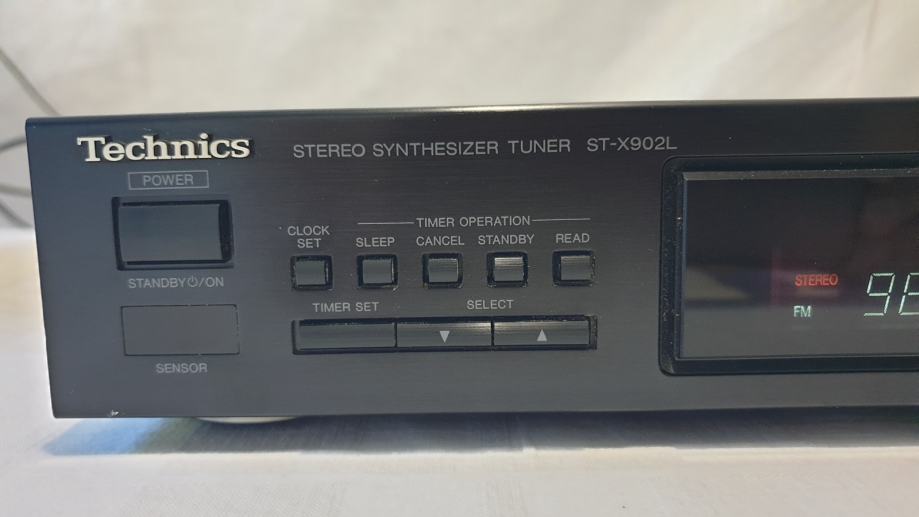 Technics
STEREO SYNTHESIZER TUNER ST-X902L
POWER
STANDBY⏻/ON
SENSOR
TIMER OPERATION
CLOCK SET
SLEEP
CANCEL
STANDBY
READ
TIMER SET
SELECT
▼
▲
STEREO
FM